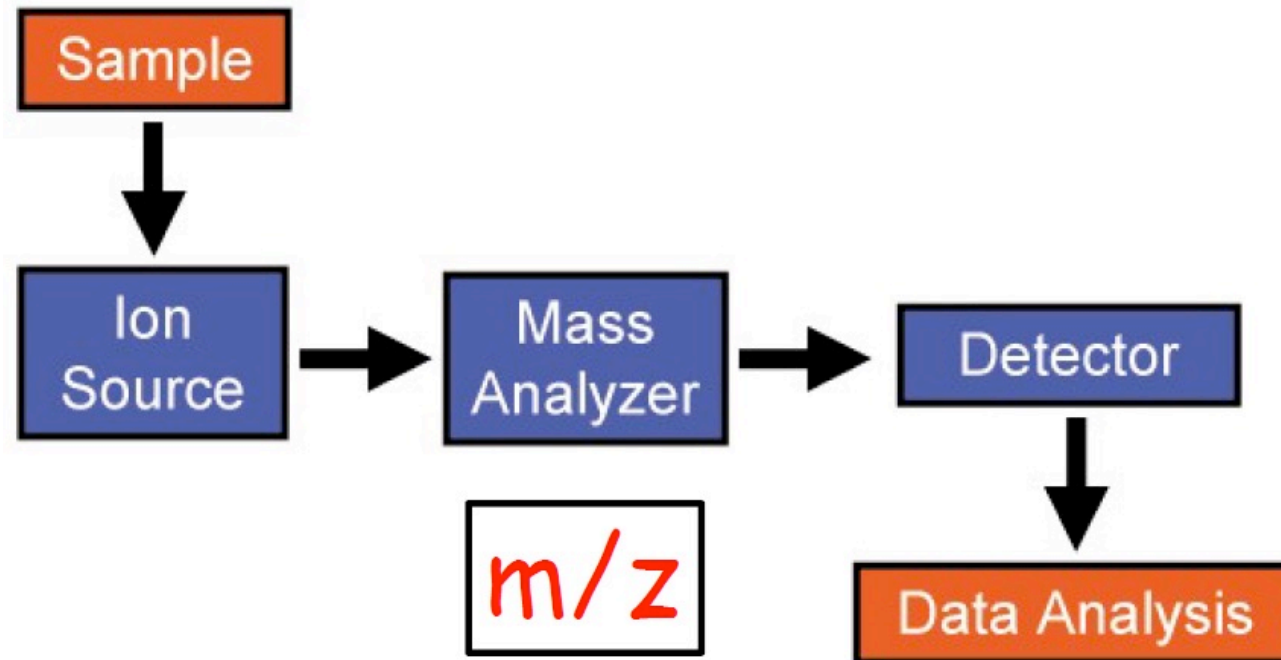 Sample
Ion
Source
Mass
Analyzer
Detector
m/z
Data Analysis